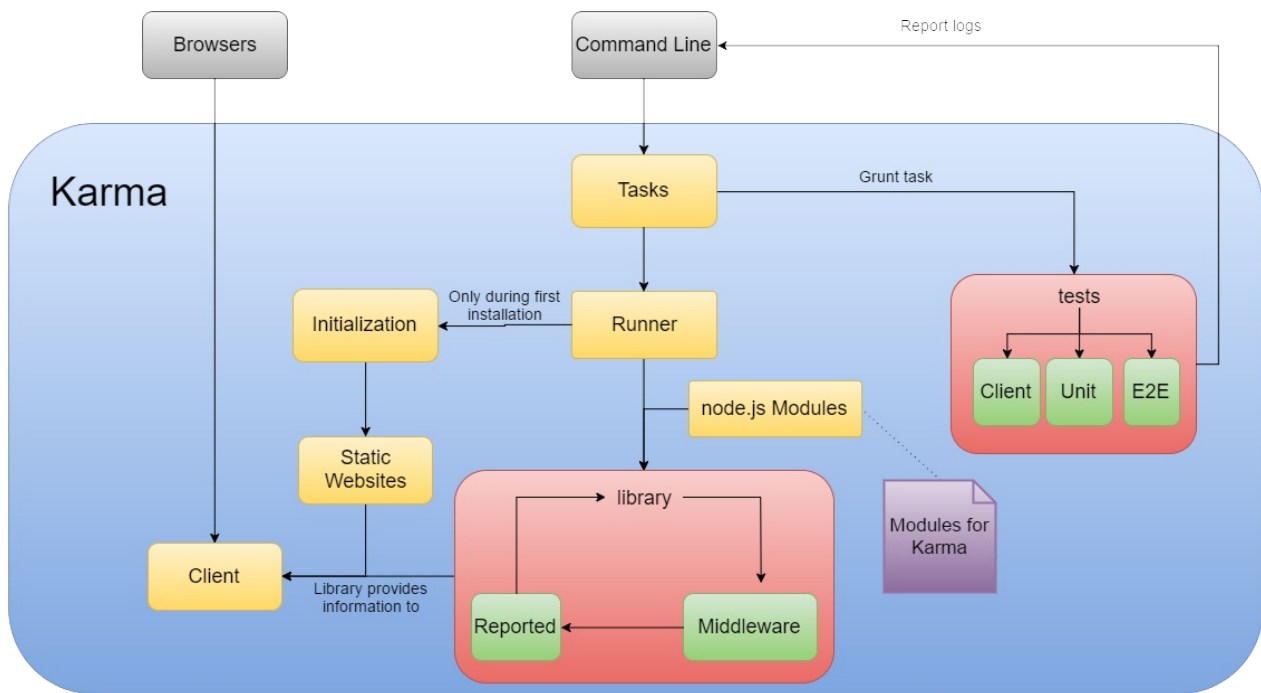 Report logs
Browsers
Command Line
Karma
Tasks
Grunt task
Only during first
installation
Initialization
Runner
tests
Client
Unit
E2E
node.js Modules
Static
Websites
library
Modules for
Karma
Client
Library provides
information to
Reported
Middleware